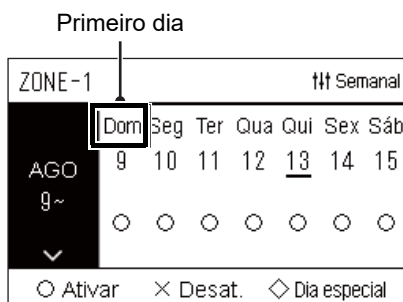 Primeiro dia
ZONE-1 Semanal
Dom Seg Ter Qua Qui Sex Sáb
AGO 9 10 11 12 13 14 15
9~
○ ○ ○ ○ ○ ○ ○
○ Ativar × Desat. ◇ Dia especial